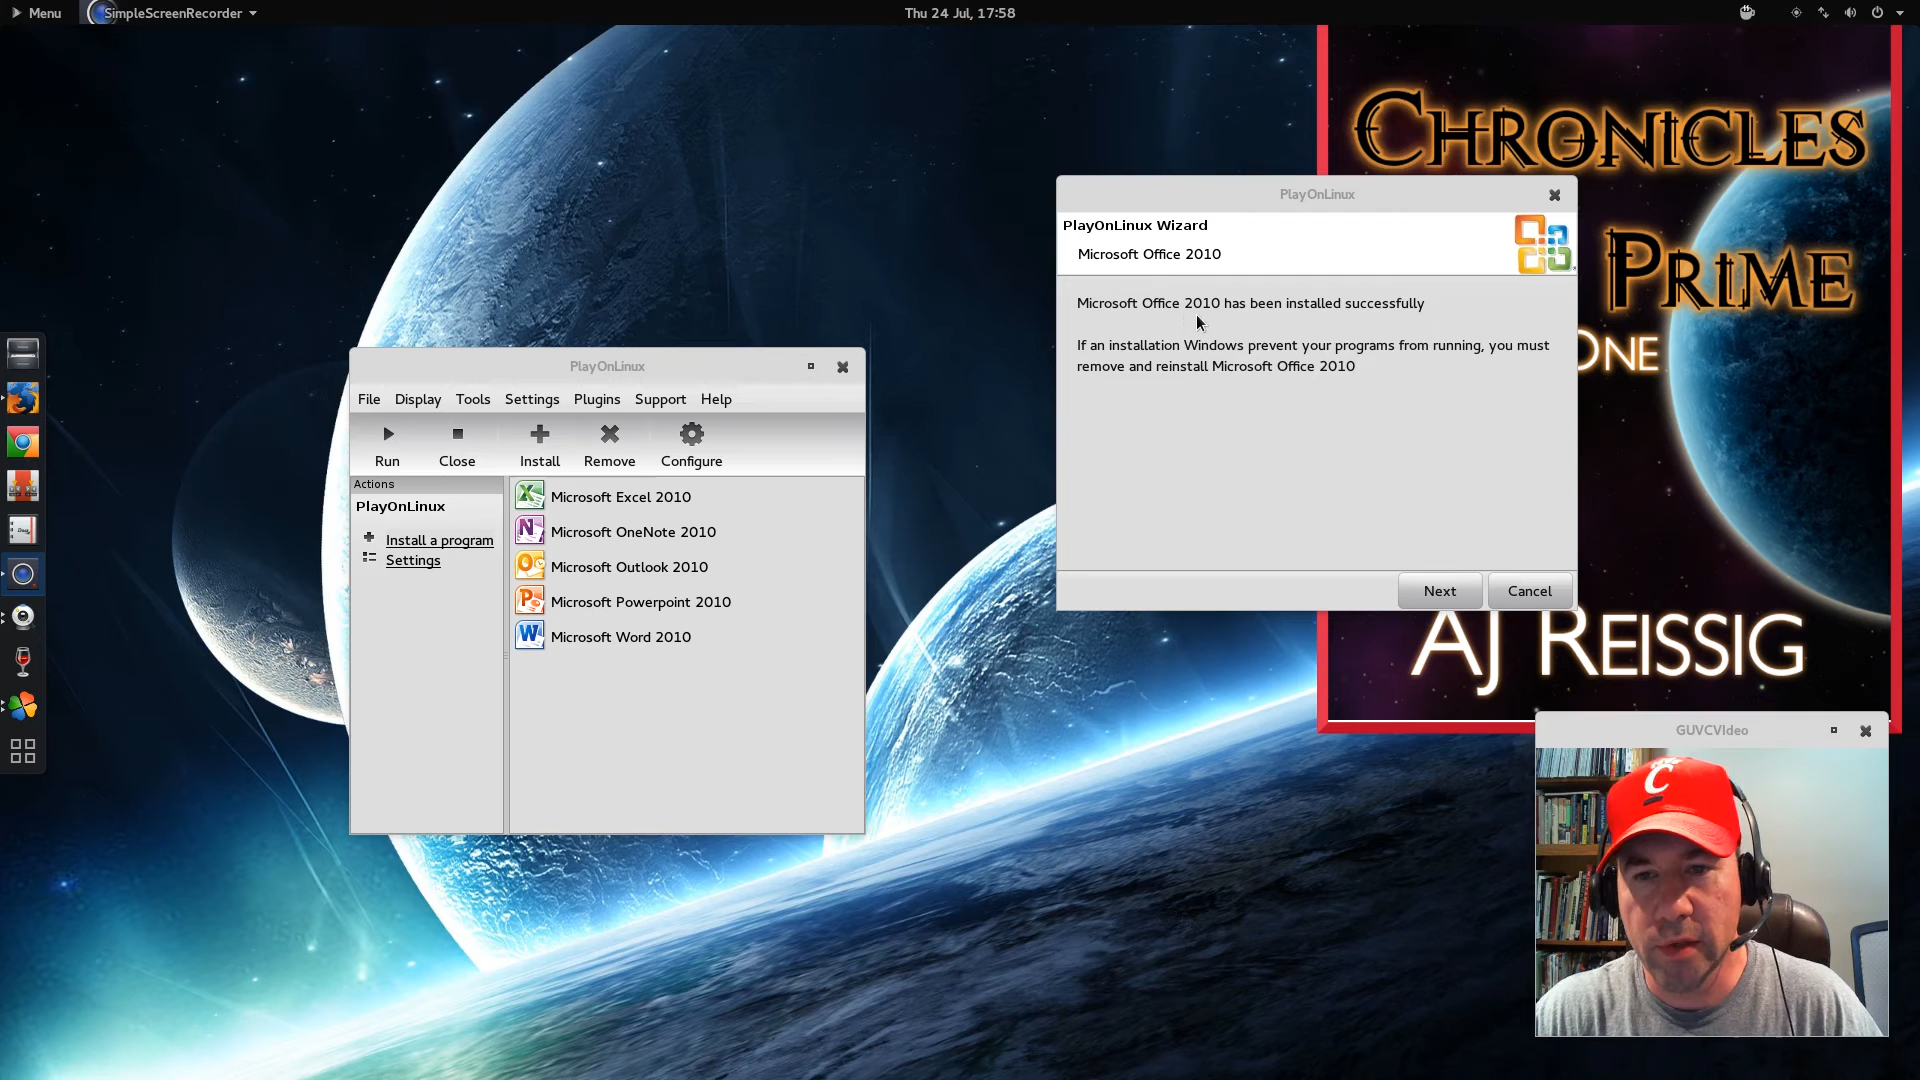 Menu
SimpleScreenRecorder
Thu 24 Jul, 17:58
CHRONICLES
PRIME
ONE
AJ REISSIG
PlayOnLinux
PlayOnLinux Wizard
Microsoft Office 2010
Microsoft Office 2010 has been installed successfully
If an installation Windows prevent your programs from running, you must
remove and reinstall Microsoft Office 2010
Next
Cancel
PlayOnLinux
File Display Tools Settings Plugins Support Help
Run Close Install Remove Configure
Actions
PlayOnLinux
Install a program
Settings
Microsoft Excel 2010
Microsoft OneNote 2010
Microsoft Outlook 2010
Microsoft Powerpoint 2010
Microsoft Word 2010
GUVCVIdeo
C